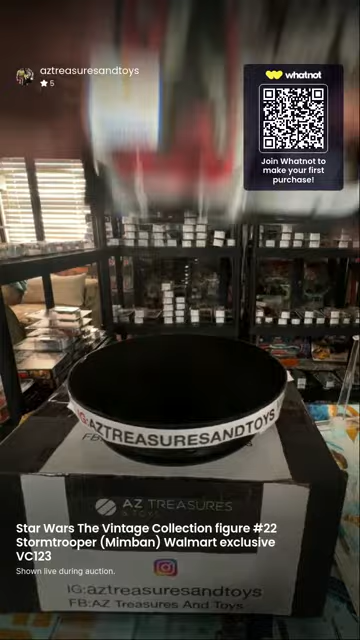 aztreasuresandtoys
5
whatnot
Join Whatnot to
make your first
purchase!
IG:AZTREASURESANDTOYS
FB:
AZ TREASURES
Star Wars The Vintage Collection figure #22
Stormtrooper (Mimban) Walmart exclusive
VC123
Shown live during auction.
IG:aztreasuresandtoys
FB:AZ Treasures And Toys